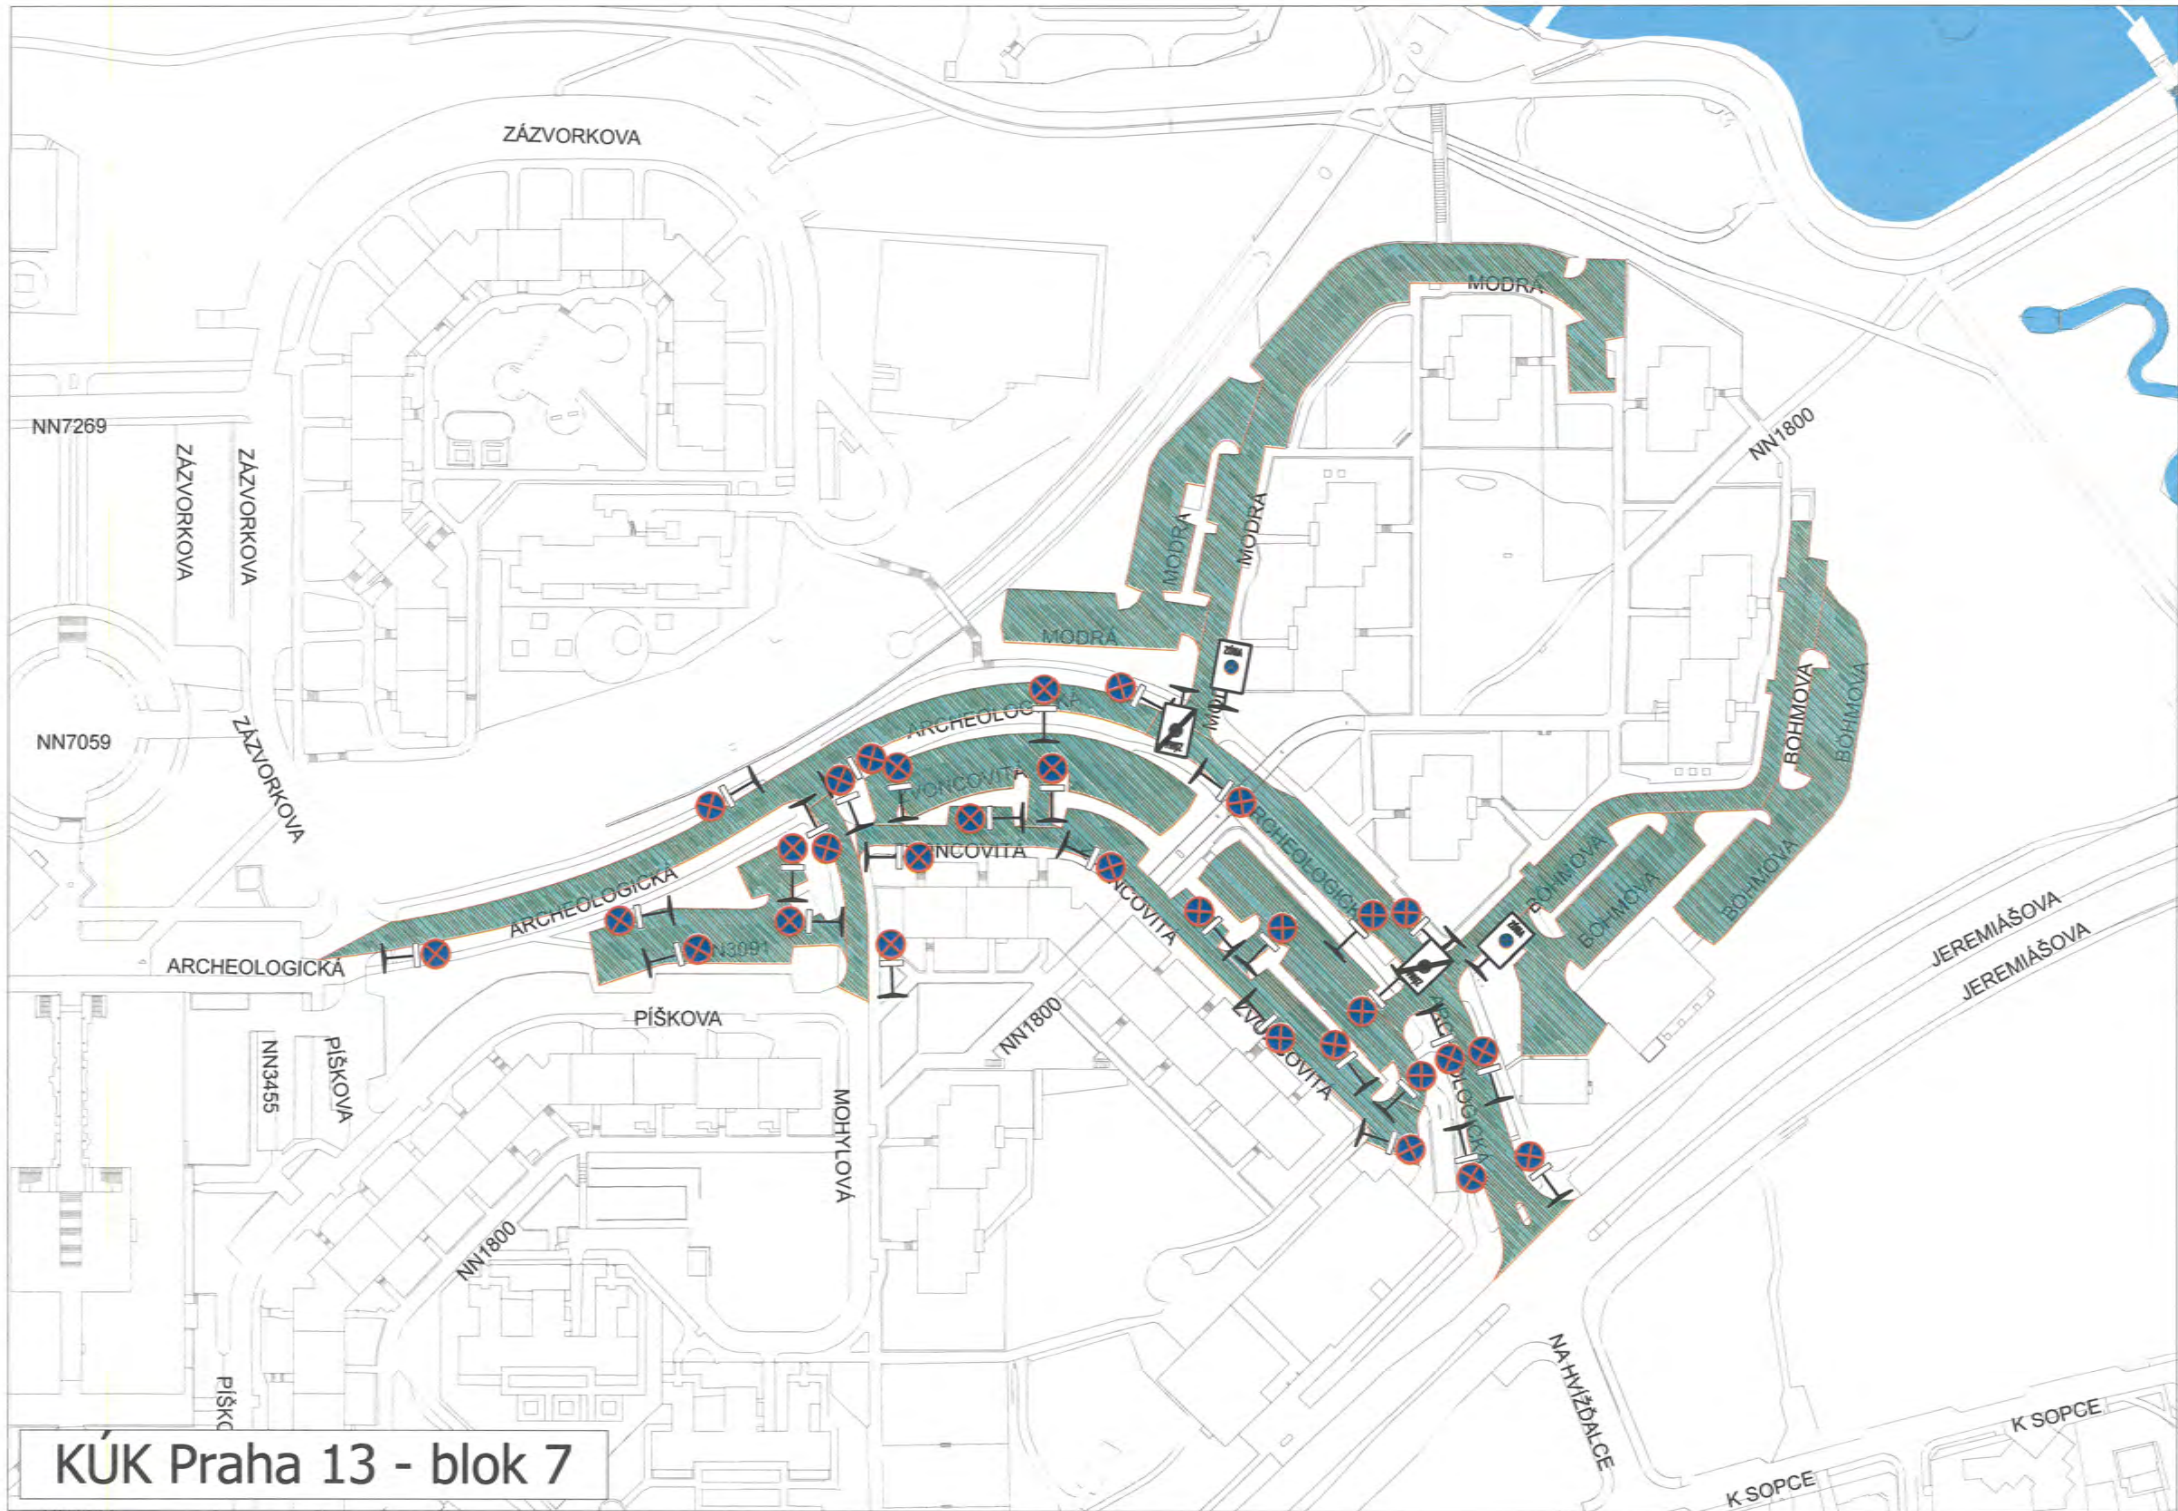 ZÁZVORKOVA
MODRÁ
NN7269
NN1800
ZÁZVORKOVA
ZÁZVORKOVA
MODRÁ
MODRÁ
MODRÁ
ZÓNA
BOHMOVA
BOHMOVA
ARCHEOLOGICKÁ
NN7059
ZÁZVORKOVA
ARCHEOLOGICKÁ
BOHMOVA
BOHMOVA
BOHMOVA
ARCHEOLOGICKÁ
JEREMIÁŠOVA
JEREMIÁŠOVA
ARCHEOLOGICKÁ
PÍŠKOVA
NN1800
NN3455
PÍŠKOVA
MOHYLOVÁ
NN1800
NA HVÍŽĎALCE
K SOPCE
K SOPCE
KÚK Praha 13 - blok 7